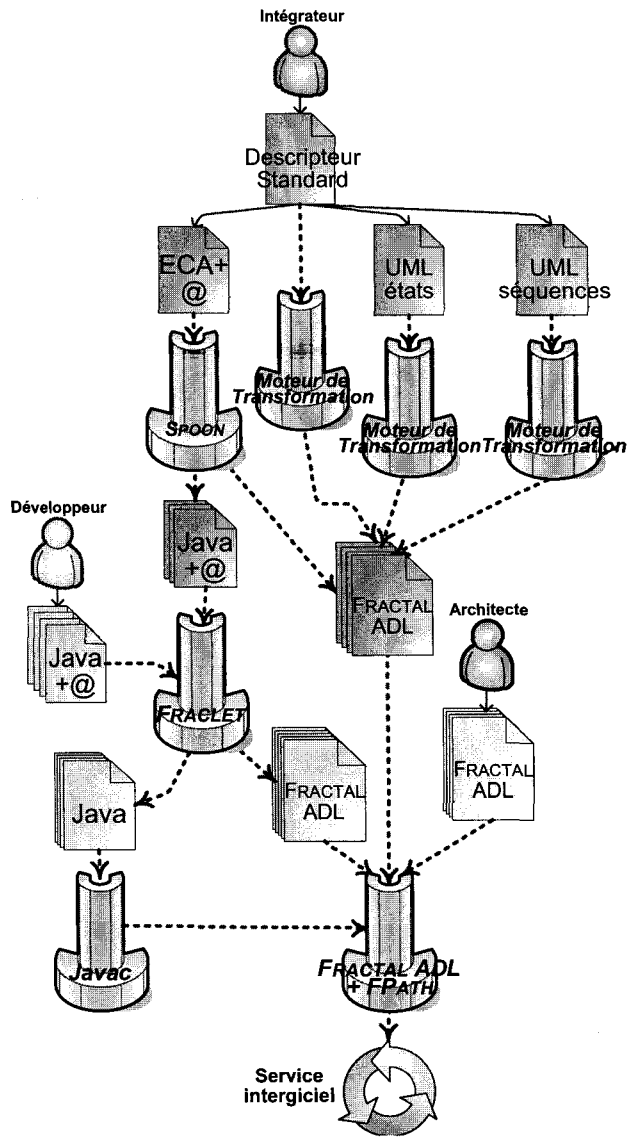 Intégrateur
Descripteur
Standard
ECA+
@
UML
états
UML
séquences
Moteur de
Transformation
SPOON
Moteur de
Transformation
Moteur de
Transformation
Développeur
Java
+@
FRACTAL
ADL
Architecte
Java
+@
FRACLET
FRACTAL
ADL
FRACTAL
ADL
Java
Javac
FRACTAL ADL
+ FPATH
Service
intergiciel